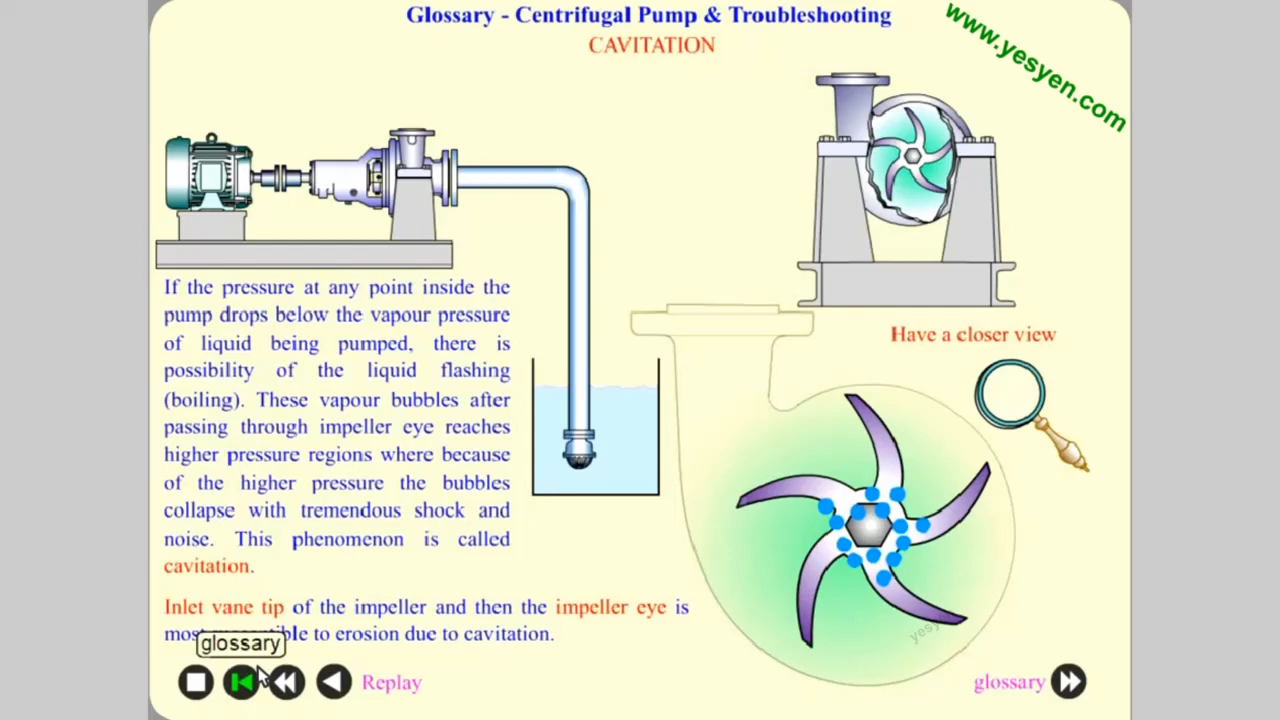 Glossary - Centrifugal Pump & Troubleshooting
CAVITATION
www.yesyen.com
If the pressure at any point inside the
pump drops below the vapour pressure
of liquid being pumped, there is
possibility of the liquid flashing
(boiling). These vapour bubbles after
passing through impeller eye reaches
higher pressure regions where because
of the higher pressure the bubbles
collapse with tremendous shock and
noise. This phenomenon is called
cavitation.
Have a closer view
Inlet vane tip of the impeller and then the impeller eye is
to erosion due to cavitation.
glossary
Replay
glossary